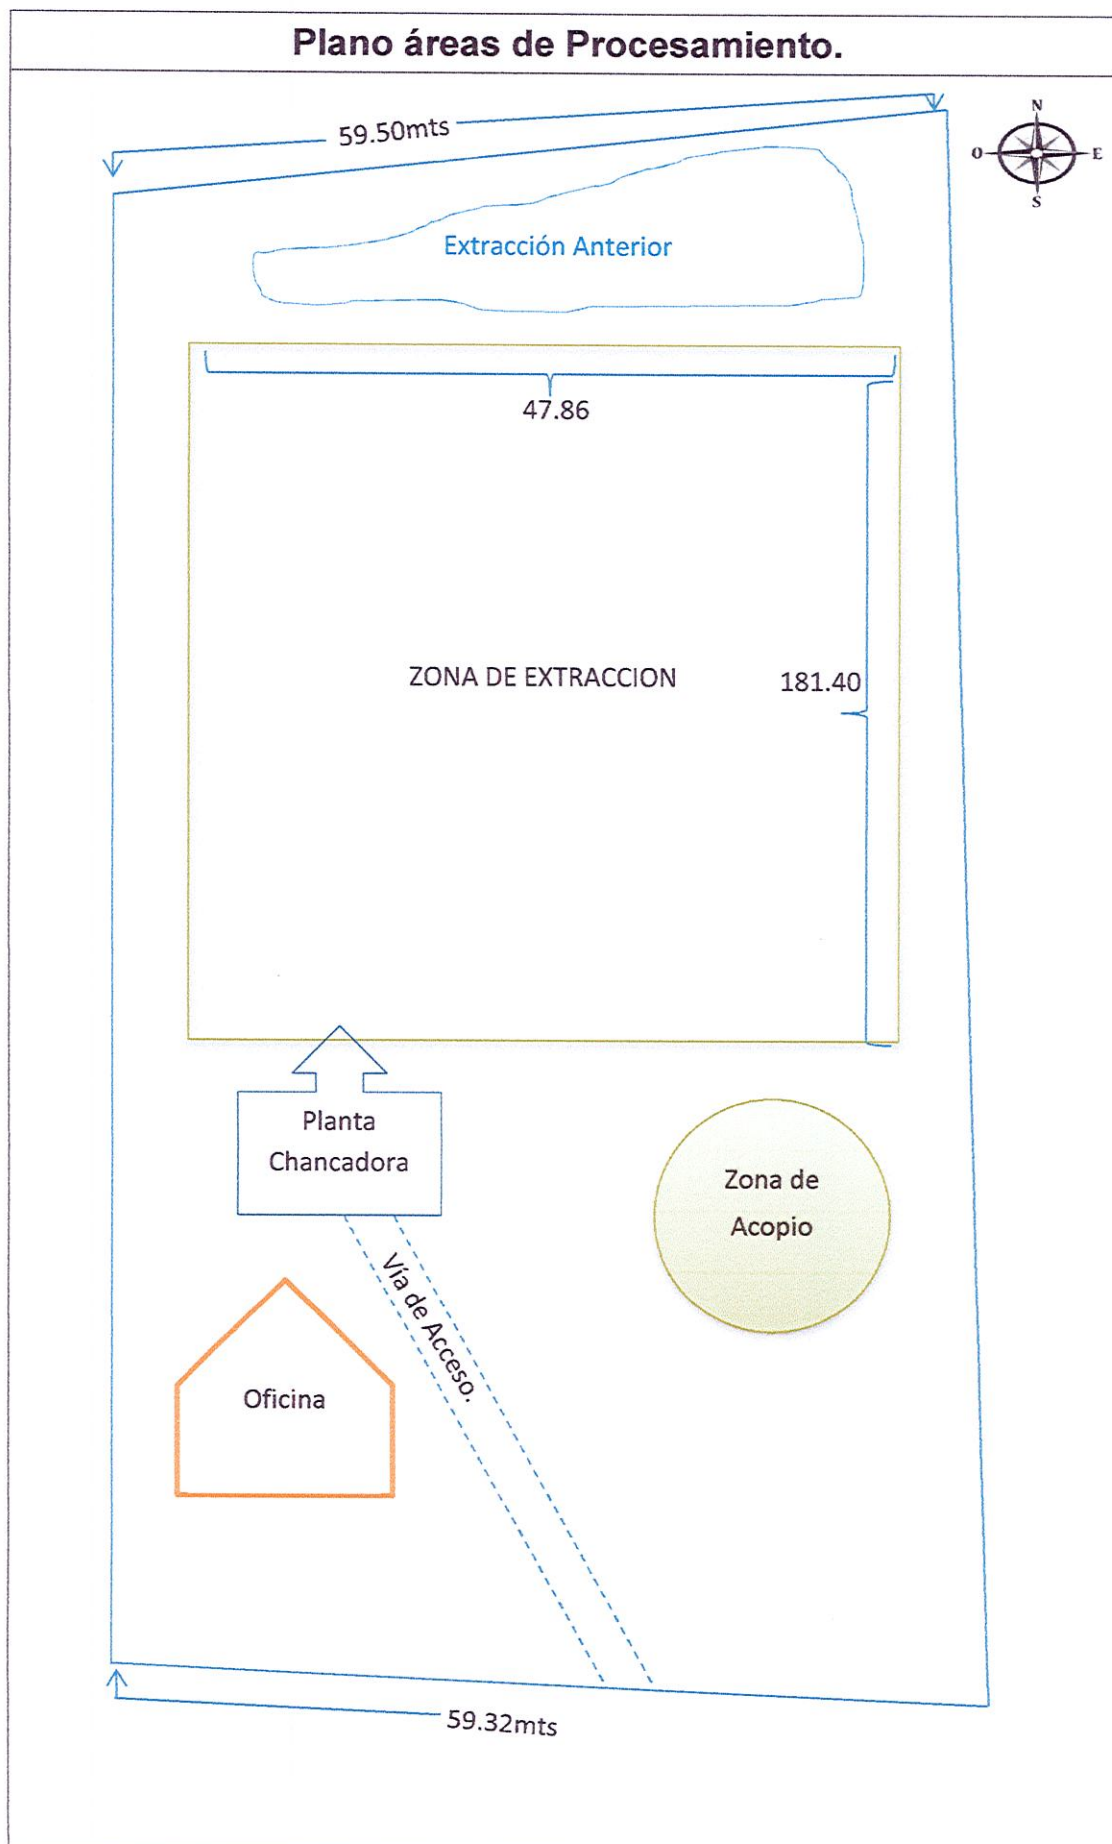 Plano áreas de Procesamiento.
59.50mts
N
O
E
S
Extracción Anterior
47.86
ZONA DE EXTRACCION
181.40
Planta
Chancadora
Zona de
Acopio
Vía de Acceso.
Oficina
59.32mts